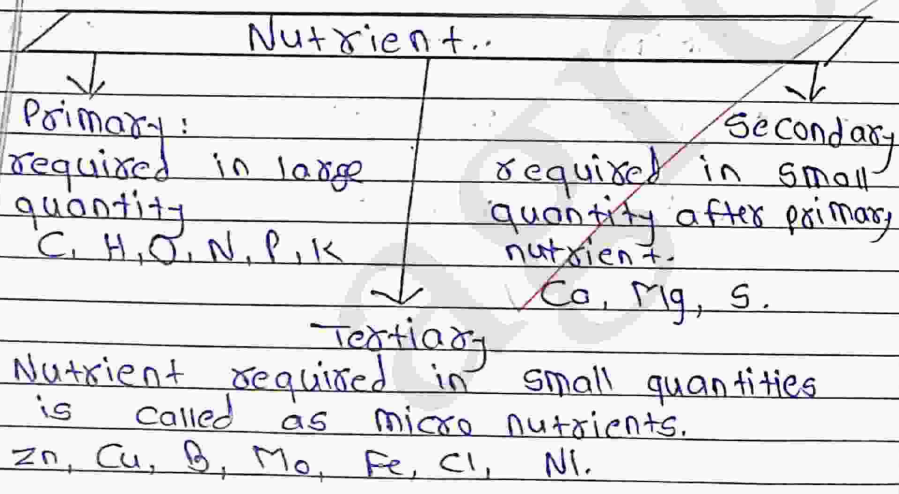 Nutrient..
Primary:
required in large
quantity
C, H, O, N, P, K
Secondary
required in small
quantity after primary
nutrient.
Ca, Mg, S.
Tertiary
Nutrient required in small quantities
is called as micro nutrients.
Zn, Cu, B, Mo, Fe, Cl, NI.